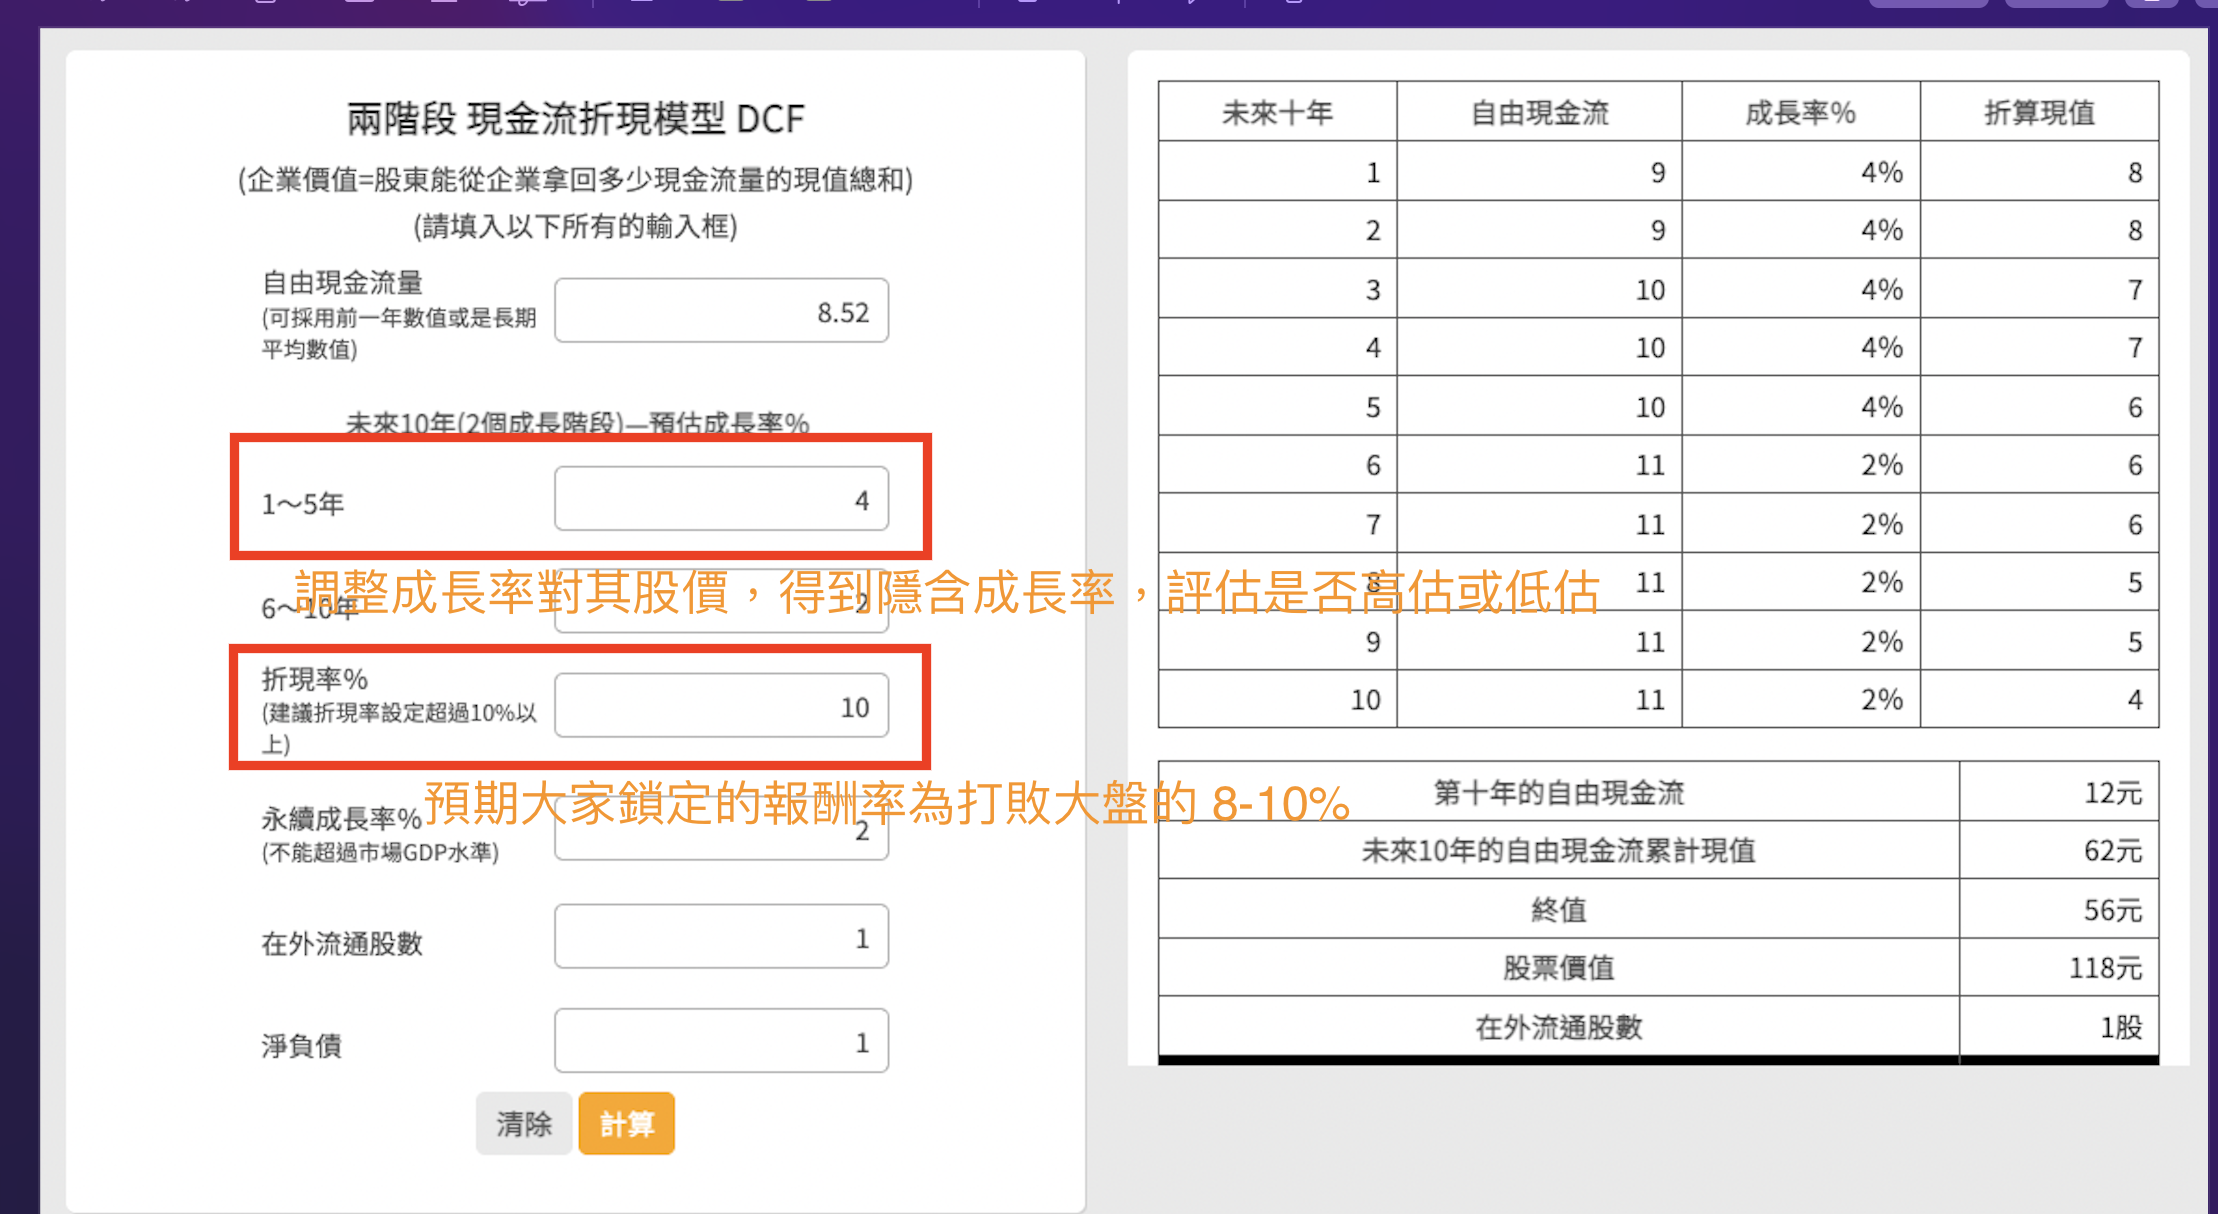 兩階段 現金流折現模型 DCF
(企業價值=股東能從企業拿回多少現金流量的現值總和)
(請填入以下所有的輸入框)
自由現金流量
(可採用前一年數值或是長期
平均數值)
8.52
未來10年(2個成長階段)—預估成長率%
1～5年
4
調整成長率對其股價，得到隱含成長率，評估是否高估或低估
6～10年
2
折現率%
(建議折現率設定超過10%以
上)
10
預期大家鎖定的報酬率為打敗大盤的 8-10%
永續成長率%
(不能超過市場GDP水準)
2
在外流通股數
1
淨負債
1
清除
計算
未來十年 自由現金流 成長率% 折算現值
1 9 4% 8
2 9 4% 8
3 10 4% 7
4 10 4% 7
5 10 4% 6
6 11 2% 6
7 11 2% 6
8 11 2% 5
9 11 2% 5
10 11 2% 4
第十年的自由現金流 12元
未來10年的自由現金流累計現值 62元
終值 56元
股票價值 118元
在外流通股數 1股